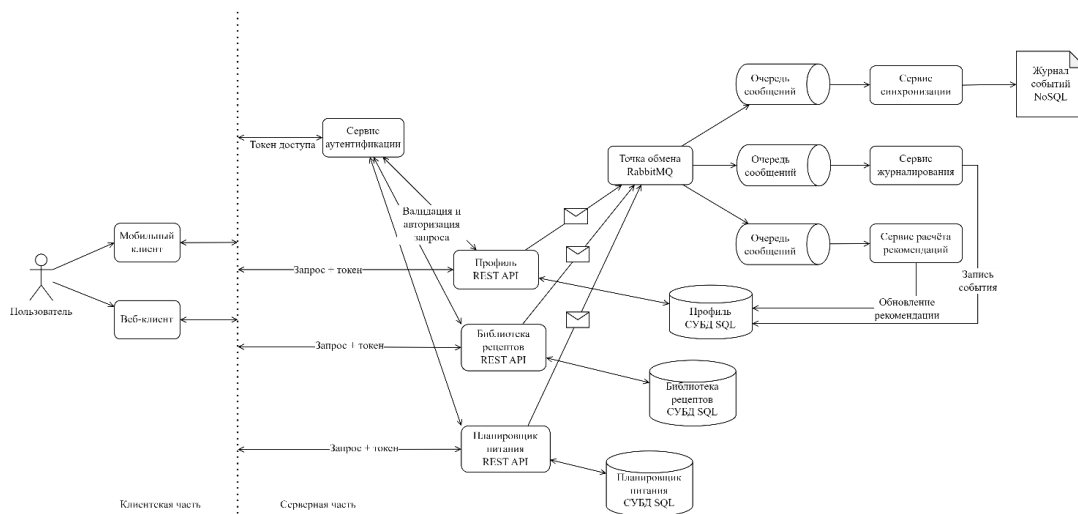 Очередь
сообщений
Сервис
синхронизации
Журнал
событий
NoSQL
Сервис
аутентификации
Токен доступа
Точка обмена
RabbitMQ
Очередь
сообщений
Сервис
журналирования
Валидация и
авторизация
запроса
Мобильный
клиент
Очередь
сообщений
Сервис расчёта
рекомендаций
Профиль
REST API
Запрос + токен
Запись
события
Пользователь
Веб-клиент
Профиль
СУБД SQL
Обновление
рекомендации
Библиотека
рецептов
REST API
Запрос + токен
Библиотека
рецептов
СУБД SQL
Планировщик
питания
REST API
Запрос + токен
Планировщик
питания
СУБД SQL
Клиентская часть
Серверная часть